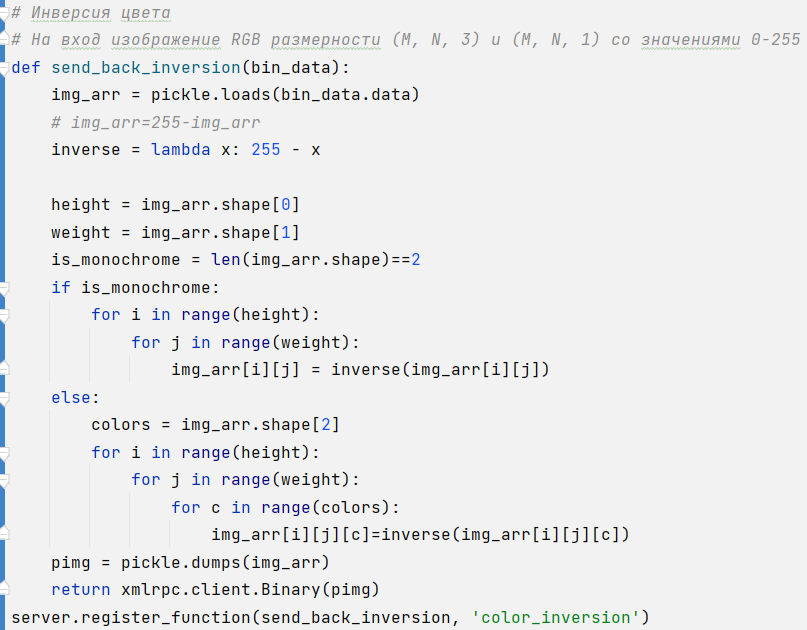 # Инверсия цвета
# На вход изображение RGB размерности (M, N, 3) и (M, N, 1) со значениями 0-255
def send_back_inversion(bin_data):
    img_arr = pickle.loads(bin_data.data)
    # img_arr=255-img_arr
    inverse = lambda x: 255 - x

    height = img_arr.shape[0]
    weight = img_arr.shape[1]
    is_monochrome = len(img_arr.shape)==2
    if is_monochrome:
        for i in range(height):
            for j in range(weight):
                img_arr[i][j] = inverse(img_arr[i][j])
    else:
        colors = img_arr.shape[2]
        for i in range(height):
            for j in range(weight):
                for c in range(colors):
                    img_arr[i][j][c]=inverse(img_arr[i][j][c])
    pimg = pickle.dumps(img_arr)
    return xmlrpc.client.Binary(pimg)
server.register_function(send_back_inversion, 'color_inversion')